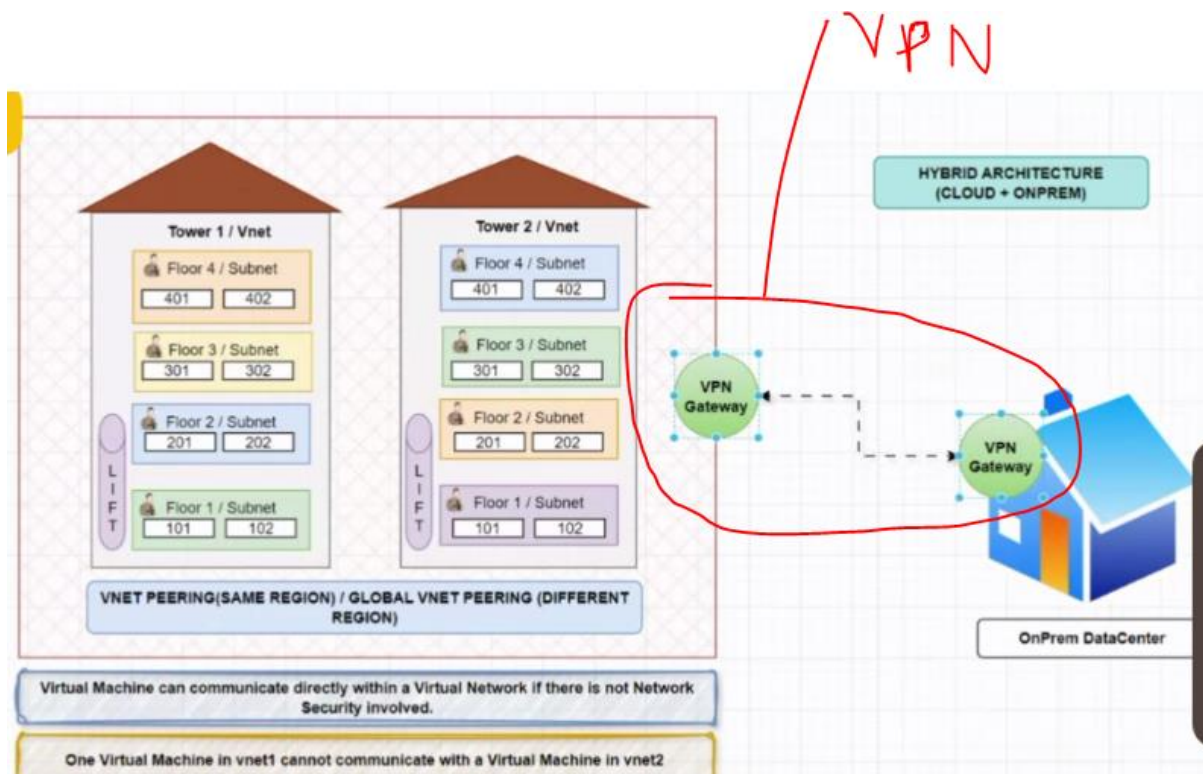 VPN
HYBRID ARCHITECTURE
(CLOUD + ONPREM)
Tower 1 / Vnet
Floor 4 / Subnet
401 402
Floor 3 / Subnet
301 302
Floor 2 / Subnet
201 202
Floor 1 / Subnet
101 102
LIFT
Tower 2 / Vnet
Floor 4 / Subnet
401 402
Floor 3 / Subnet
301 302
Floor 2 / Subnet
201 202
Floor 1 / Subnet
101 102
LIFT
VPN
Gateway
VPN
Gateway
VNET PEERING(SAME REGION) / GLOBAL VNET PEERING (DIFFERENT
REGION)
OnPrem DataCenter
Virtual Machine can communicate directly within a Virtual Network if there is not Network
Security involved.
One Virtual Machine in vnet1 cannot communicate with a Virtual Machine in vnet2